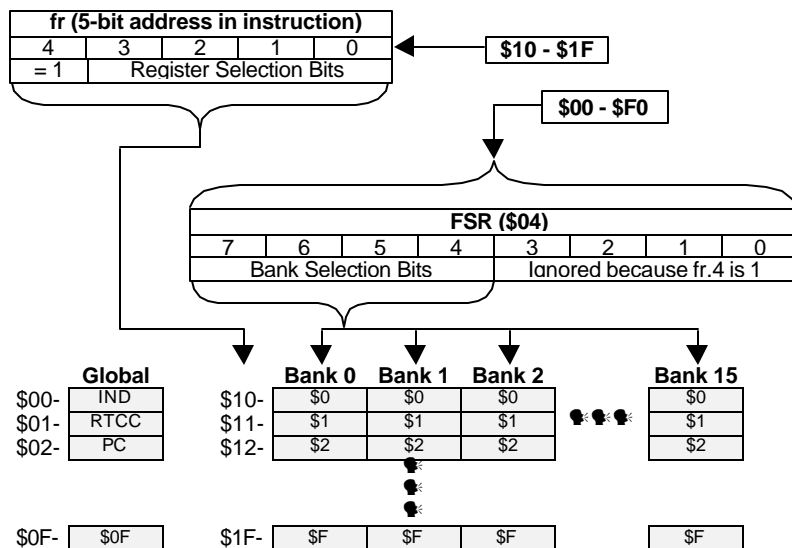 fr (5-bit address in instruction)
4 3 2 1 0
= 1 Register Selection Bits
$10 - $1F
$00 - $F0
FSR ($04)
7 6 5 4 3 2 1 0
Bank Selection Bits Ignored because fr.4 is 1
Global Bank 0 Bank 1 Bank 2 Bank 15
$00- IND $10- $0 $0 $0 $0
$01- RTCC $11- $1 $1 $1 $1
$02- PC $12- $2 $2 $2 $2
$0F- $0F $1F- $F $F $F $F